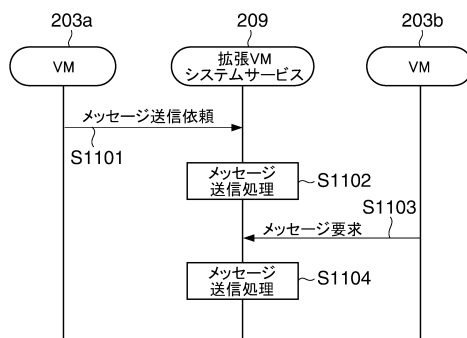 203a
209
203b
VM
拡張VM
システムサービス
VM
メッセージ送信依頼
S1101
メッセージ
送信処理
S1102
S1103
メッセージ要求
メッセージ
送信処理
S1104